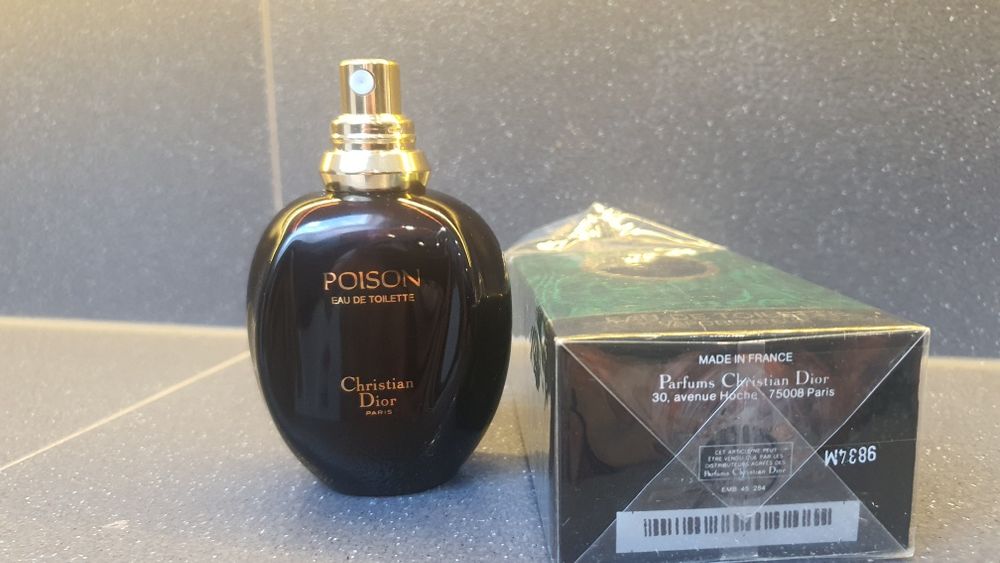 POISON
EAU DE TOILETTE
Christian
Dior
PARIS
MADE IN FRANCE
Parfums Christian Dior
30, avenue Hoche - 75008 Paris
CET ARTICLE NE PEUT
ÊTRE VENDU QUE PAR LES
DISTRIBUTEURS AGRÉÉS DES
Parfums Christian Dior
EMB 45 284
9834M